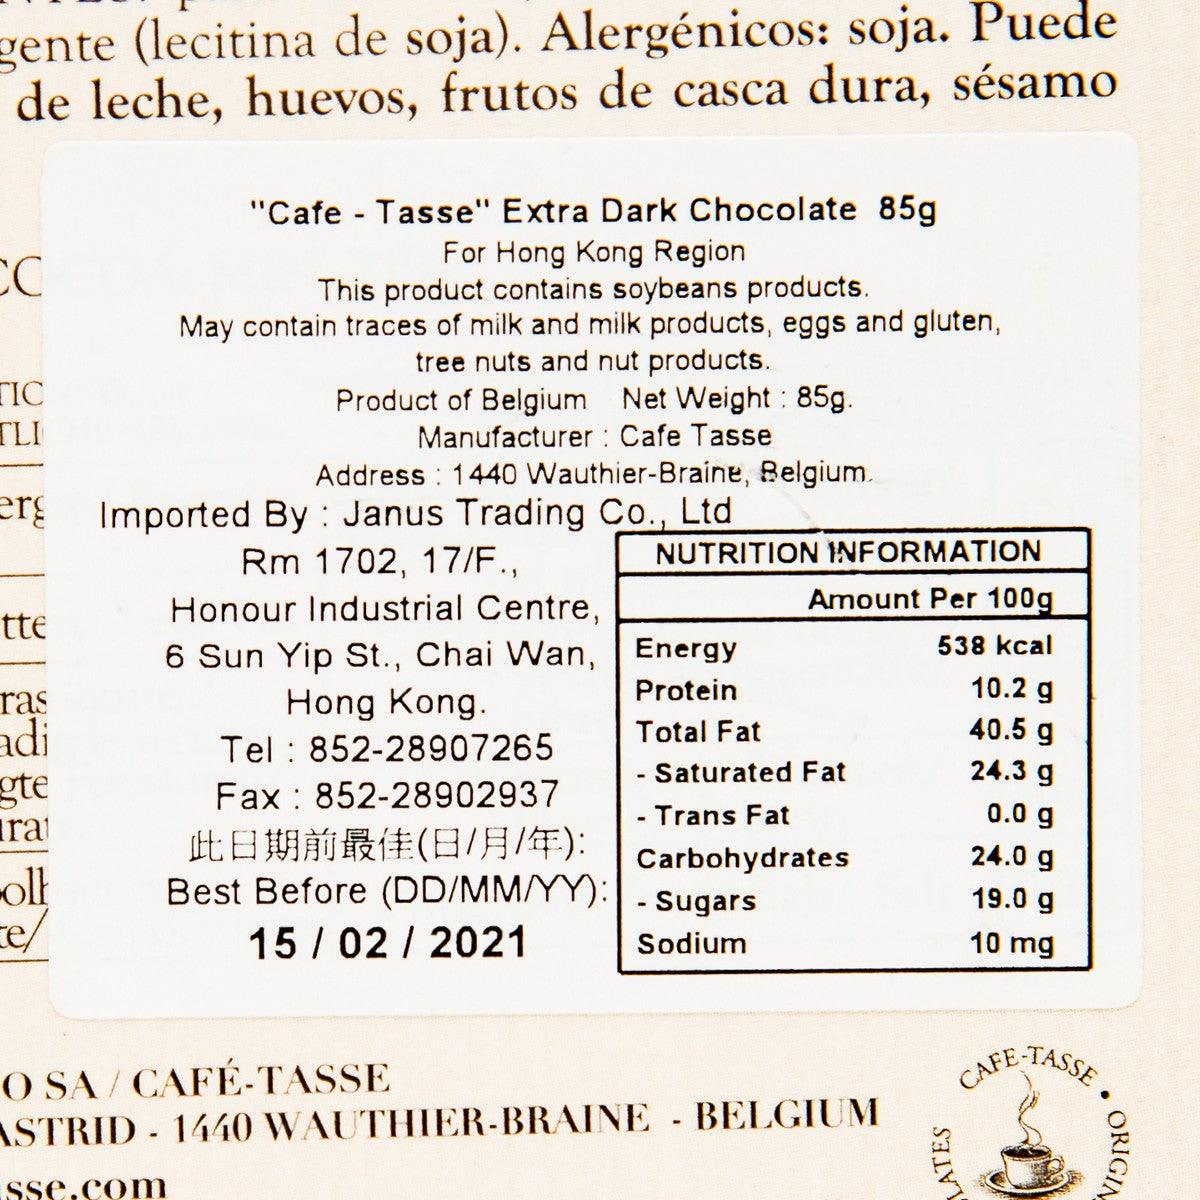 gente (lecitina de soja). Alergénicos: soja. Puede
de leche, huevos, frutos de casca dura, sésamo
"Cafe - Tasse" Extra Dark Chocolate 85g
For Hong Kong Region
This product contains soybeans products.
May contain traces of milk and milk products, eggs and gluten,
tree nuts and nut products.
Product of Belgium Net Weight : 85g.
Manufacturer : Cafe Tasse
Address : 1440 Wauthier-Braine, Belgium.
Imported By : Janus Trading Co., Ltd
Rm 1702, 17/F.,
Honour Industrial Centre,
6 Sun Yip St., Chai Wan,
Hong Kong.
Tel : 852-28907265
Fax : 852-28902937
此日期前最佳(日/月/年):
Best Before (DD/MM/YY):
15 / 02 / 2021
NUTRITION INFORMATION
Amount Per 100g
Energy 538 kcal
Protein 10.2 g
Total Fat 40.5 g
- Saturated Fat 24.3 g
- Trans Fat 0.0 g
Carbohydrates 24.0 g
- Sugars 19.0 g
Sodium 10 mg
O SA / CAFÉ-TASSE
ASTRID - 1440 WAUTHIER-BRAINE - BELGIUM
sse.com
CAFE-TASSE • ORIGI
LATES